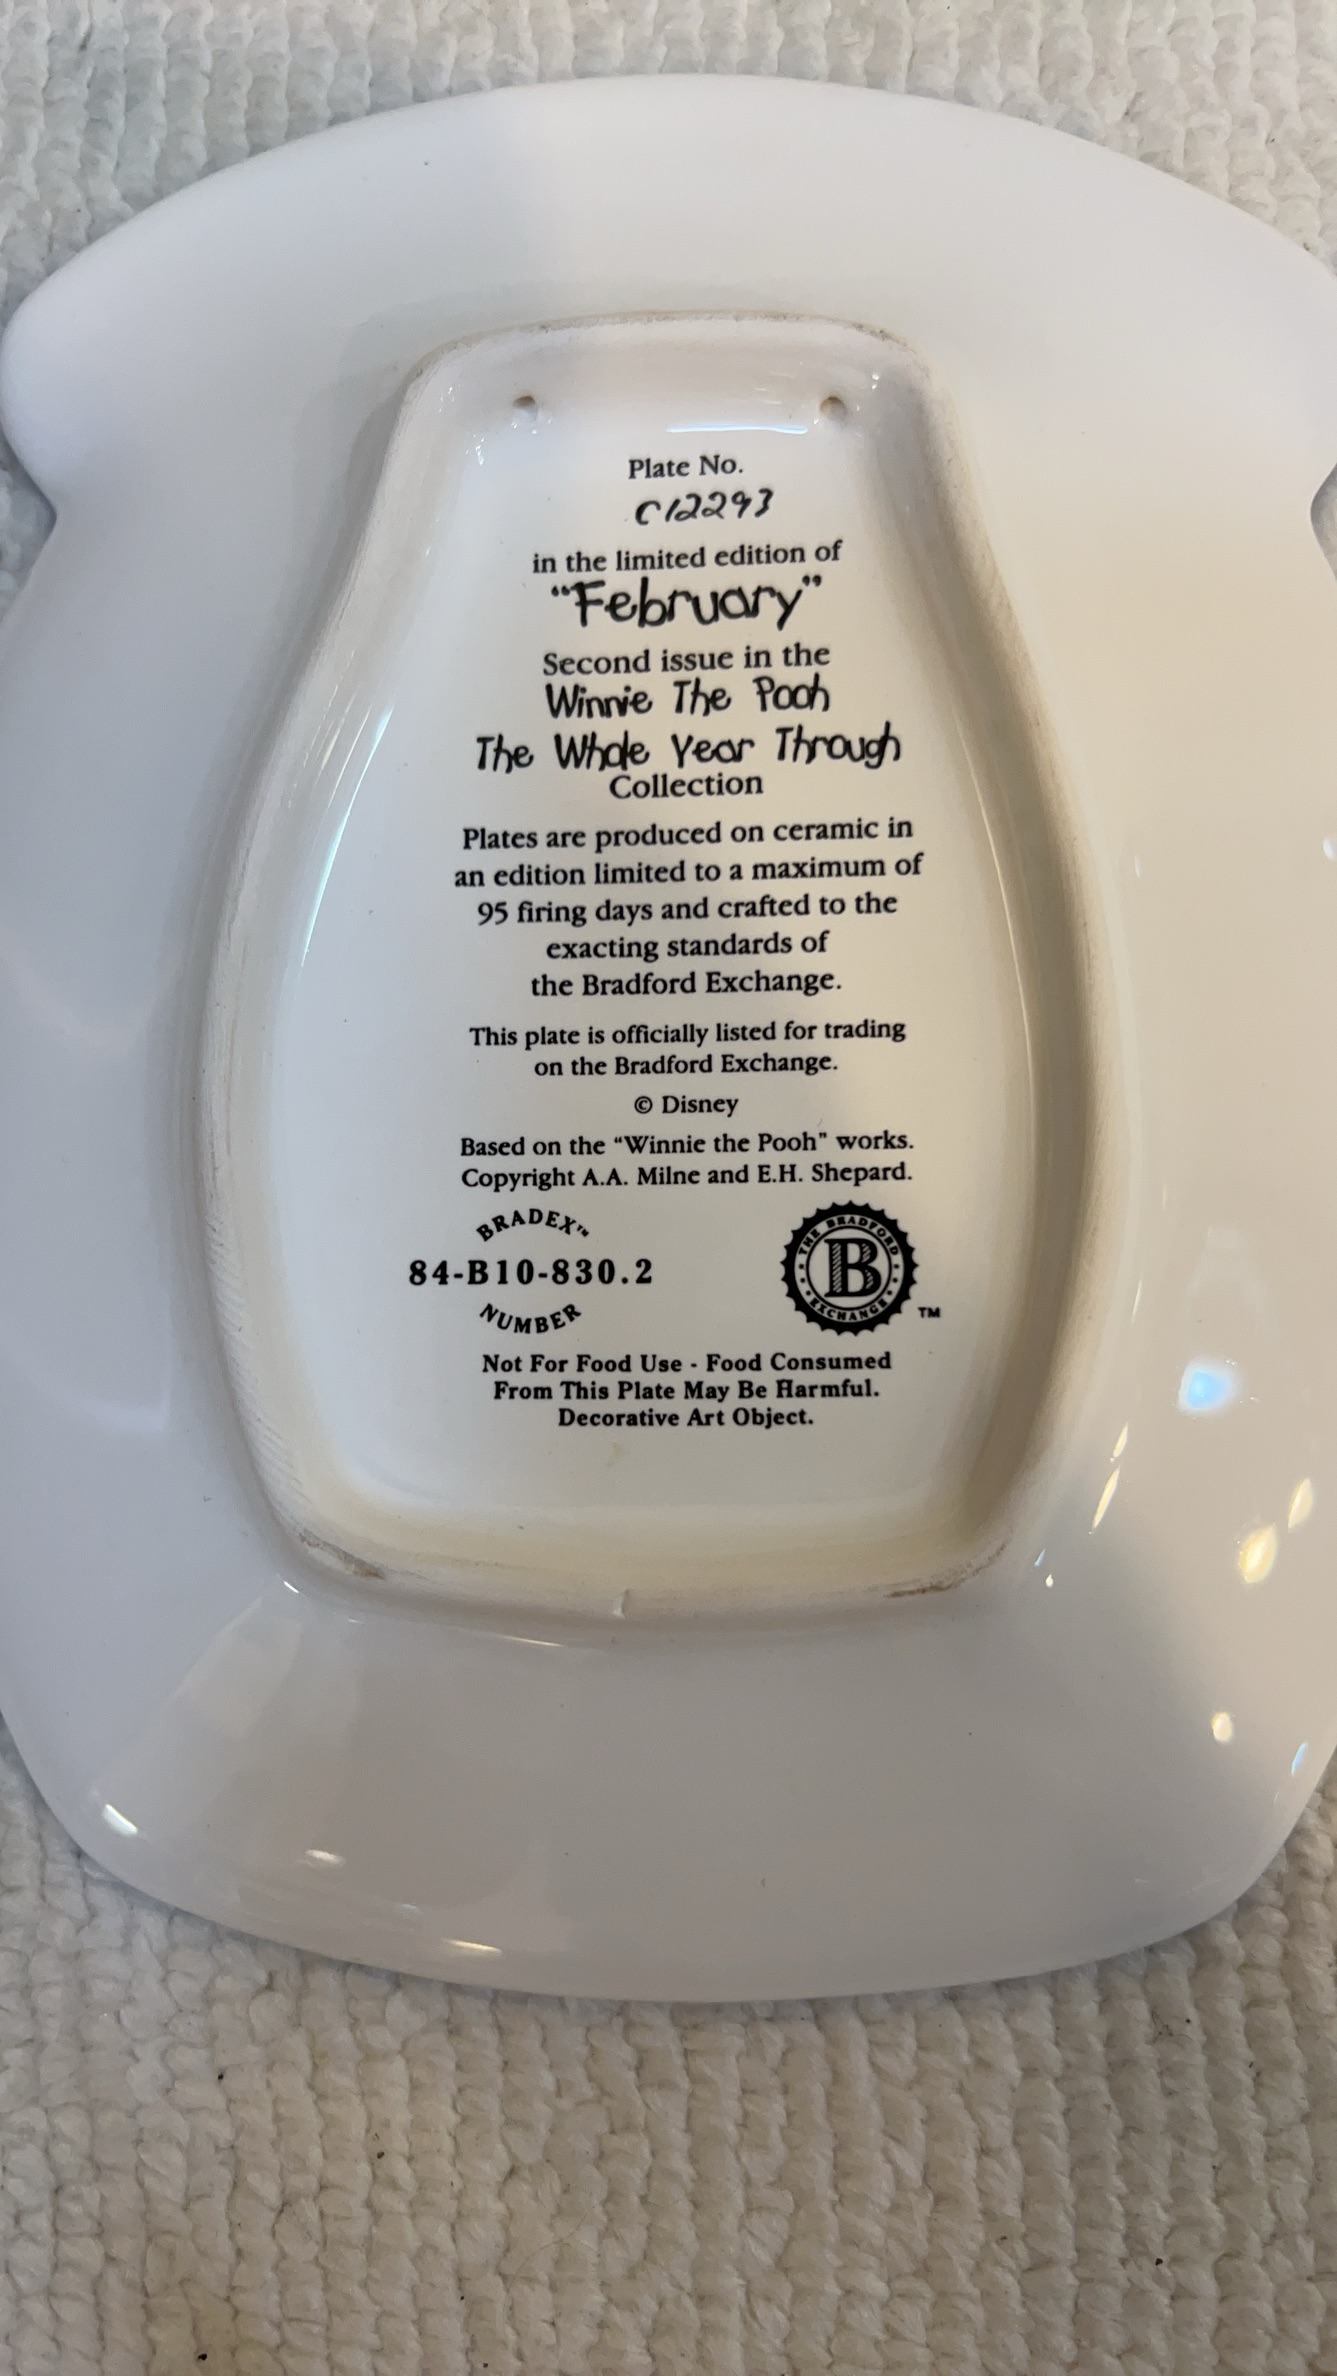 Plate No.
C12293
in the limited edition of
"February"
Second issue in the
Winnie The Pooh
The Whole Year Through
Collection
Plates are produced on ceramic in
an edition limited to a maximum of
95 firing days and crafted to the
exacting standards of
the Bradford Exchange.
This plate is officially listed for trading
on the Bradford Exchange.
© Disney
Based on the "Winnie the Pooh" works.
Copyright A.A. Milne and E.H. Shepard.
BRADEX™
84-B10-830.2
NUMBER
THE BRADFORD
B
EXCHANGE
TM
Not For Food Use - Food Consumed
From This Plate May Be Harmful.
Decorative Art Object.